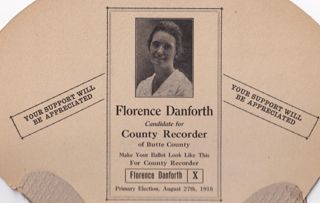 YOUR SUPPORT WILL
BE APPRECIATED
Florence Danforth
Candidate for
County Recorder
of Butte County
Make Your Ballot Look Like This
For County Recorder
Florence Danforth X
Primary Election, August 27th, 1918
YOUR SUPPORT WILL
BE APPRECIATED